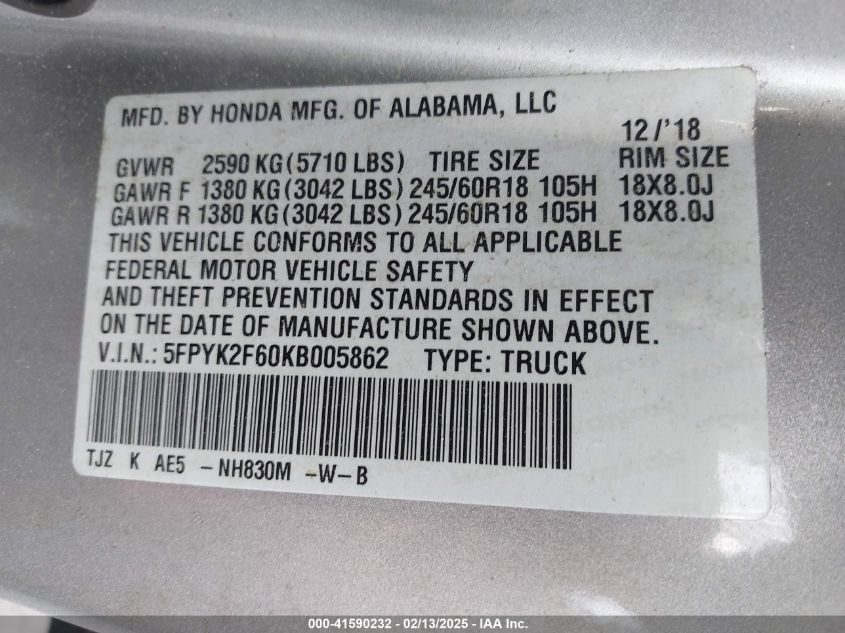 MFD. BY HONDA MFG. OF ALABAMA, LLC
12/'18
GVWR 2590 KG(5710 LBS) TIRE SIZE RIM SIZE
GAWR F 1380 KG(3042 LBS) 245/60R18 105H 18X8.0J
GAWR R 1380 KG(3042 LBS) 245/60R18 105H 18X8.0J
THIS VEHICLE CONFORMS TO ALL APPLICABLE
FEDERAL MOTOR VEHICLE SAFETY
AND THEFT PREVENTION STANDARDS IN EFFECT
ON THE DATE OF MANUFACTURE SHOWN ABOVE.
V.I.N.: 5FPYK2F60KB005862 TYPE: TRUCK
TJZ K AE5 -NH830M -W-B
000-41590232 - 02/13/2025 - IAA Inc.